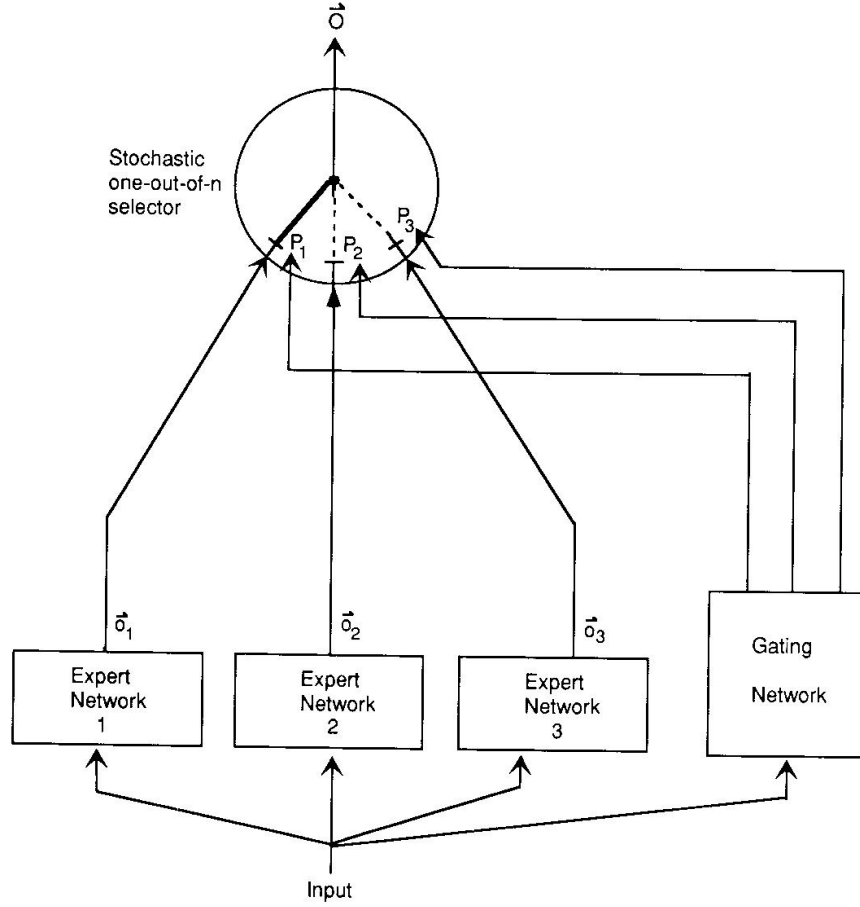 o⃗
Stochastic
one-out-of-n
selector
P₁
P₂
P₃
o⃗₁
o⃗₂
o⃗₃
Expert
Network
1
Expert
Network
2
Expert
Network
3
Gating
Network
Input